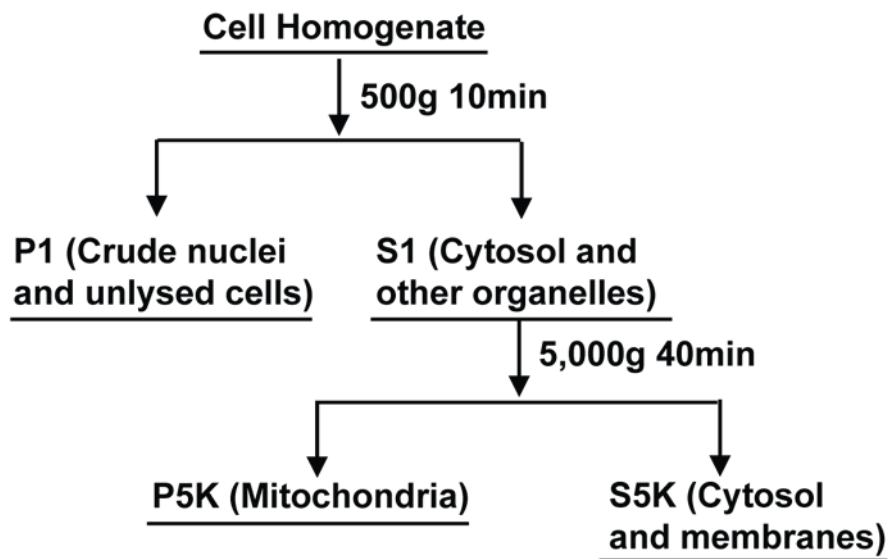 Cell Homogenate
500g 10min
P1 (Crude nuclei
and unlysed cells)
S1 (Cytosol and
other organelles)
5,000g 40min
P5K (Mitochondria)
S5K (Cytosol
and membranes)